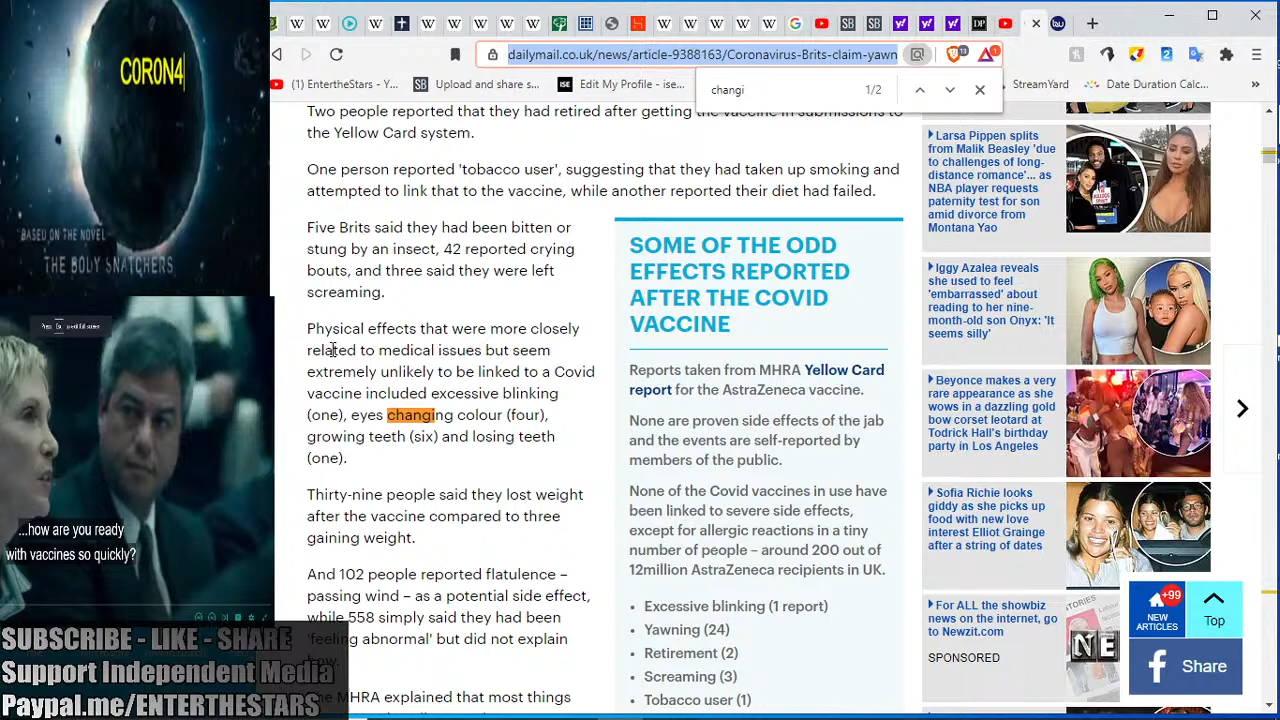 CORON4
"BASED ON THE NOVEL
THE BODY SNATCHERS
...how are you ready
with vaccines so quickly?
SUBSCRIBE - LIKE - SHARE
Support Independent Media
Paypal.me/ENTERTHESTARS
dailymail.co.uk/news/article-9388163/Coronavirus-Brits-claim-yawn
EntertheStars - Y...
Superbook and share s...
Edit My Profile - ise...
StreamYard
Date Duration Calc...
changi
1/2
Two people reported that they had retired after getting the vaccine in submissions to
the Yellow Card system.
One person reported 'tobacco user', suggesting that they had taken up smoking and
attempted to link that to the vaccine, while another reported their diet had failed.
Five Brits said they had been bitten or
stung by an insect, 42 reported crying
bouts, and three said they were left
screaming.
Physical effects that were more closely
related to medical issues but seem
extremely unlikely to be linked to a Covid
vaccine included excessive blinking
(one), eyes changing colour (four),
growing teeth (six) and losing teeth
(one).
Thirty-nine people said they lost weight
after the vaccine compared to three
gaining weight.
And 102 people reported flatulence –
passing wind – as a potential side effect,
while 558 simply said they had been
'feeling abnormal' but did not explain
MHRA explained that most things
SOME OF THE ODD
EFFECTS REPORTED
AFTER THE COVID
VACCINE
Reports taken from MHRA Yellow Card
report for the AstraZeneca vaccine.
None are proven side effects of the jab
and the events are self-reported by
members of the public.
None of the Covid vaccines in use have
been linked to severe side effects,
except for allergic reactions in a tiny
number of people – around 200 out of
12million AstraZeneca recipients in UK.
• Excessive blinking (1 report)
• Yawning (24)
• Retirement (2)
• Screaming (3)
• Tobacco user (1)
Larsa Pippen splits
from Malik Beasley 'due
to challenges of long-
distance romance'... as
NBA player requests
paternity test for son
amid divorce from
Montana Yao
Iggy Azalea reveals
she used to feel
'embarrassed' about
reading to her nine-
month-old son Onyx: 'It
seems silly'
Beyonce makes a very
rare appearance as she
wows in a dazzling gold
bow corset leotard at
Todrick Hall's birthday
party in Los Angeles
Sofia Richie looks
giddy as she picks up
food with new love
interest Elliot Grainge
after a string of dates
For ALL the showbiz
news on the internet, go
to Newzit.com
SPONSORED
NE
+99
NEW
ARTICLES
Top
Share